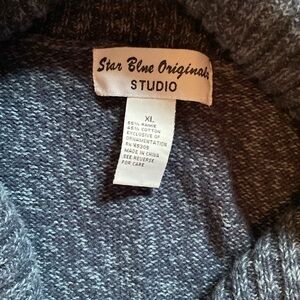 Star Blue Originals
STUDIO
XL
55% RAMIE
45% COTTON
EXCLUSIVE OF
ORNAMENTATION
MADE IN CHINA
SEE REVERSE
FOR CARE